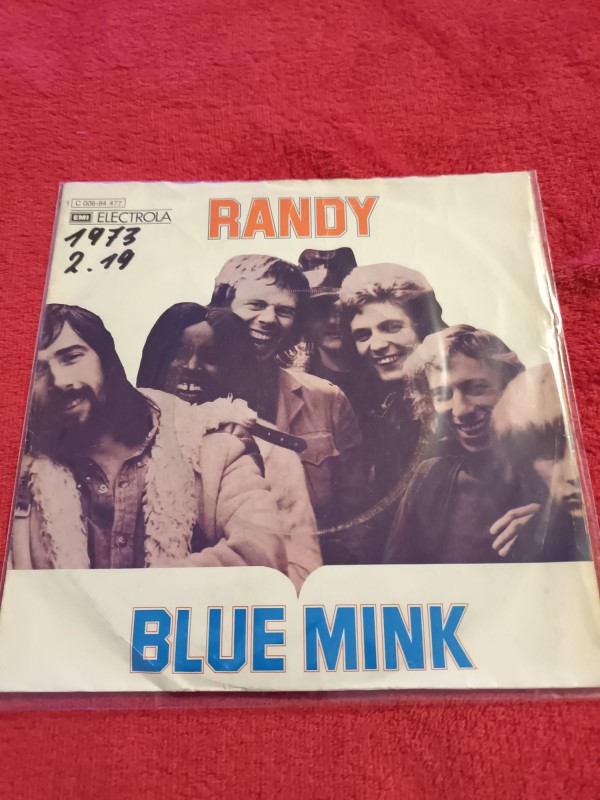 1 C 006-94 477
EMI ELECTROLA
RANDY
1973
2.19
BLUE MINK